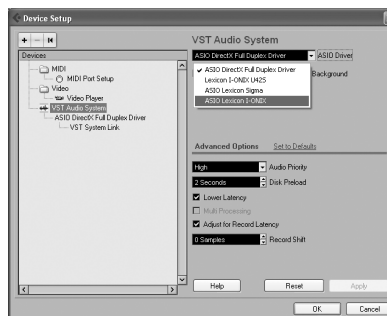 Device Setup
Devices
MIDI
MIDI Port Setup
Video
Video Player
VST Audio System
ASIO DirectX Full Duplex Driver
VST System Link
VST Audio System
ASIO DirectX Full Duplex Driver
ASIO Driver
ASIO DirectX Full Duplex Driver
Lexicon I-ONIX U42S
ASIO Lexicon Sigma
ASIO Lexicon I-ONIX
Background
Advanced Options
Set to Defaults
High
Audio Priority
2 Seconds
Disk Preload
Lower Latency
Multi Processing
Adjust for Record Latency
0 Samples
Record Shift
Help
Reset
Apply
OK
Cancel